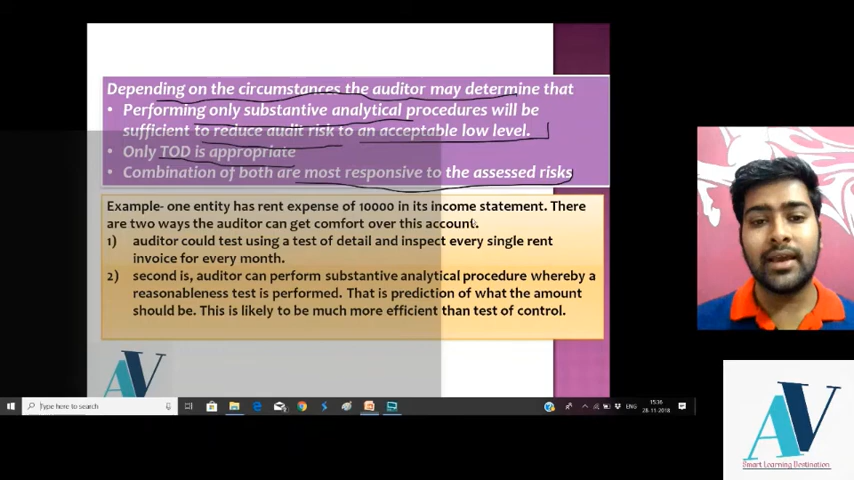 Depending on the circumstances the auditor may determine that
• Performing only substantive analytical procedures will be
sufficient to reduce audit risk to an acceptable low level.
• Only TOD is appropriate
• Combination of both are most responsive to the assessed risks
Example- one entity has rent expense of 10000 in its income statement. There
are two ways the auditor can get comfort over this account.
1) auditor could test using a test of detail and inspect every single rent
invoice for every month.
2) second is, auditor can perform substantive analytical procedure whereby a
reasonableness test is performed. That is prediction of what the amount
should be. This is likely to be much more efficient than test of control.
AV
Type here to search
ENG
15:36
28-11-2018
AV
Smart Learning Destination